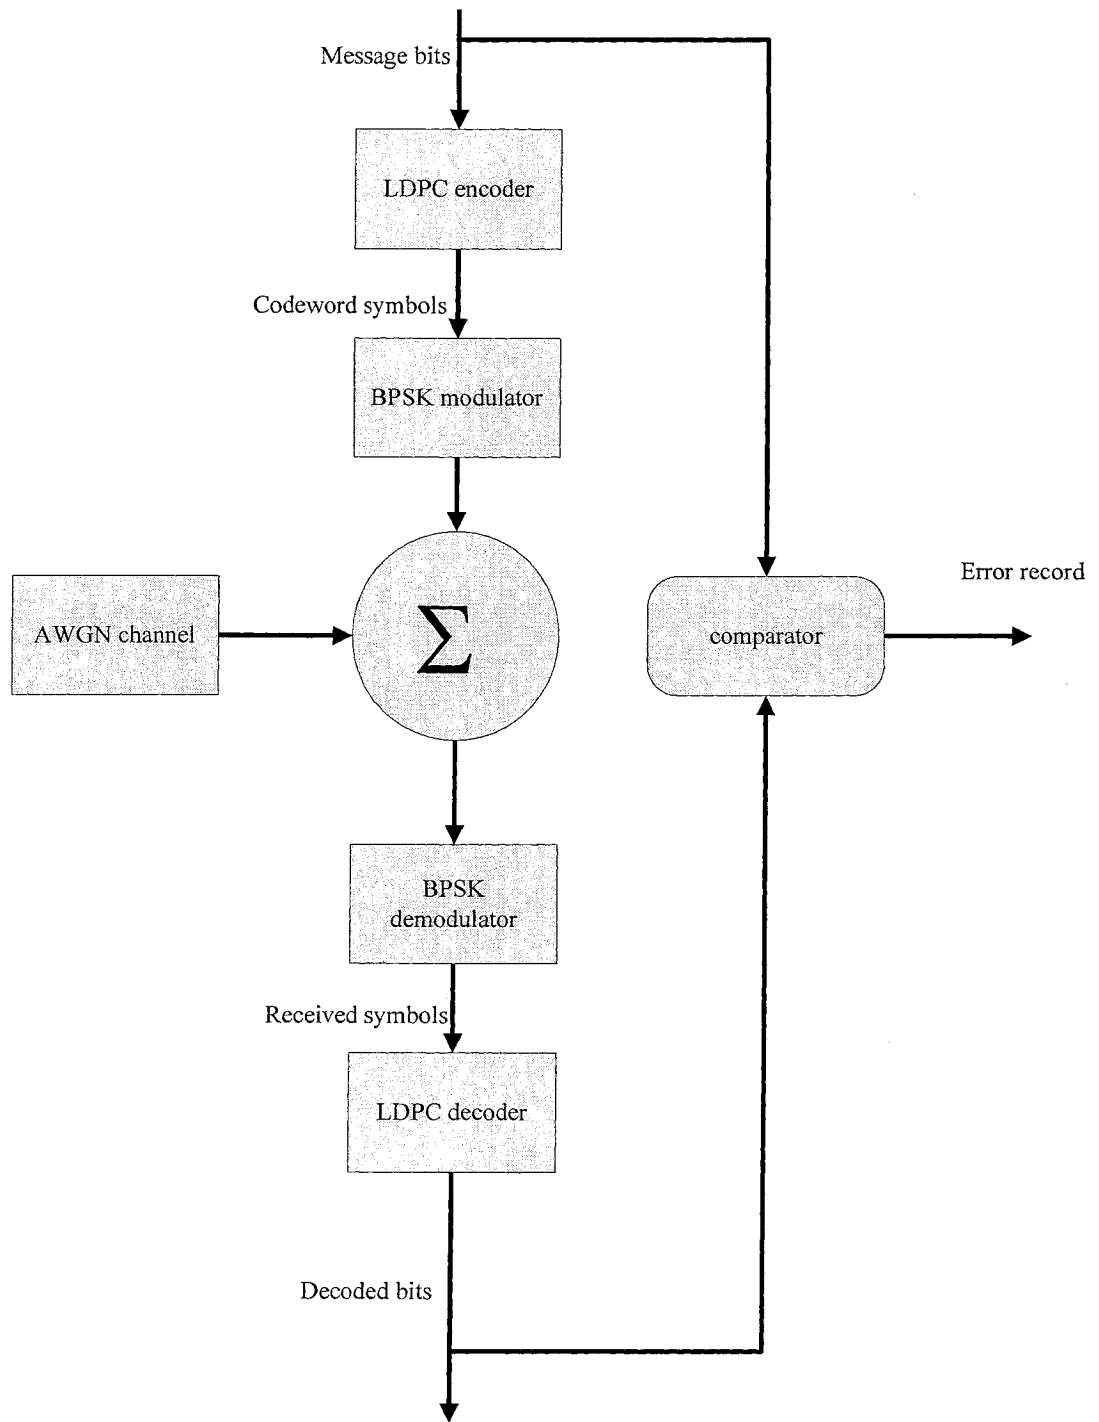 Message bits
LDPC encoder
Codeword symbols
BPSK modulator
AWGN channel
Σ
comparator
Error record
BPSK
demodulator
Received symbols
LDPC decoder
Decoded bits